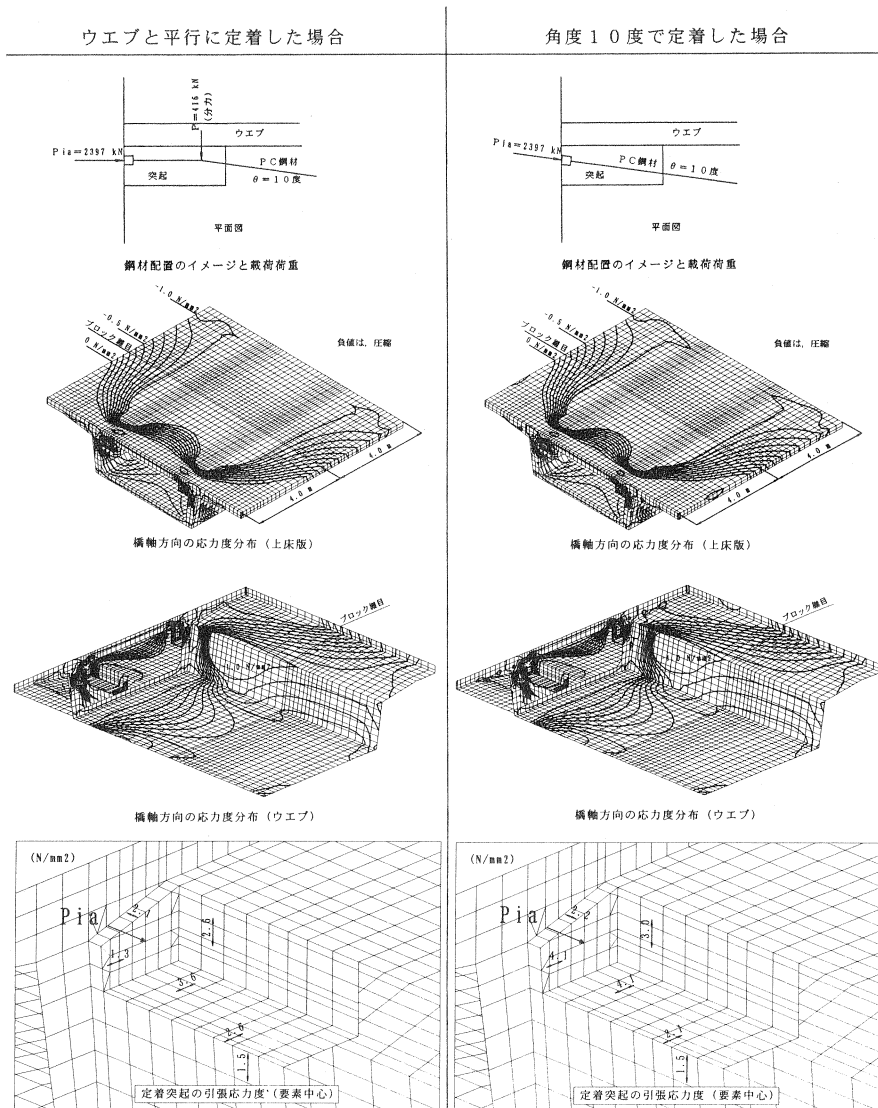 ウエブと平行に定着した場合
角度１０度で定着した場合
Pi=416 kN
(分力)
ウエブ
Pia=2397 kN
PC鋼材
θ=１０度
突起
平面図
鋼材配置のイメージと載荷荷重
ウエブ
Pia=2397 kN
PC鋼材
θ=１０度
突起
平面図
鋼材配置のイメージと載荷荷重
-1.0 N/mm2
-0.5 N/mm2
ブロック継目
0 N/mm2
負値は、圧縮
4.0 m
4.0 m
橋軸方向の応力度分布 (上床版)
-1.0 N/mm2
-0.5 N/mm2
ブロック継目
0 N/mm2
負値は、圧縮
4.0 m
4.0 m
橋軸方向の応力度分布 (上床版)
ブロック継目
橋軸方向の応力度分布 (ウエブ)
ブロック継目
橋軸方向の応力度分布 (ウエブ)
(N/mm2)
Pia
2.1
2.6
1.3
3.6
2.6
1.5
定着突起の引張応力度 (要素中心)
(N/mm2)
Pia
2.2
3.0
4.1
4.1
2.1
1.5
定着突起の引張応力度 (要素中心)